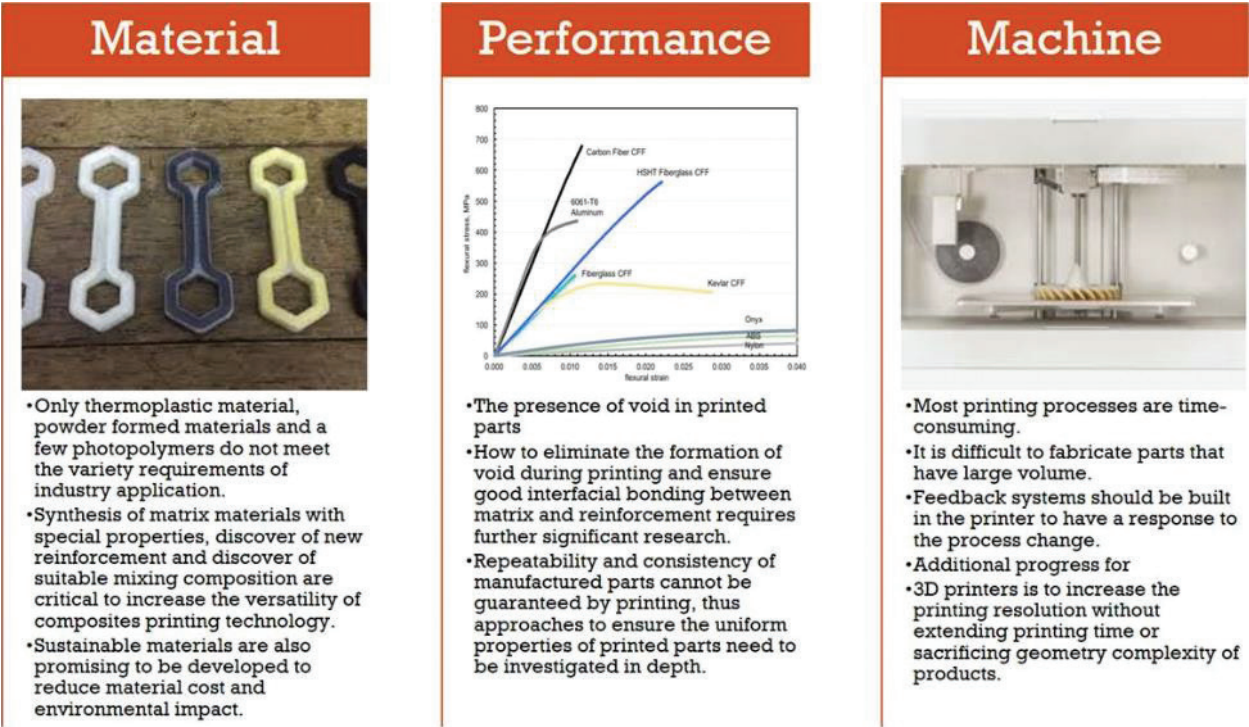 Material
•Only thermoplastic material,
powder formed materials and a
few photopolymers do not meet
the variety requirements of
industry application.
•Synthesis of matrix materials with
special properties, discover of new
reinforcement and discover of
suitable mixing composition are
critical to increase the versatility of
composites printing technology.
•Sustainable materials are also
promising to be developed to
reduce material cost and
environmental impact.
Performance
800
700
600
500
400
300
200
100
0
flexural stress, MPa
Carbon Fiber CFF
HSHT Fiberglass CFF
6061-T6
Aluminum
Fiberglass CFF
Kevlar CFF
Onyx
ABS
Nylon
0.000 0.005 0.010 0.015 0.020 0.025 0.030 0.035 0.040
flexural strain
•The presence of void in printed
parts
•How to eliminate the formation of
void during printing and ensure
good interfacial bonding between
matrix and reinforcement requires
further significant research.
•Repeatability and consistency of
manufactured parts cannot be
guaranteed by printing, thus
approaches to ensure the uniform
properties of printed parts need to
be investigated in depth.
Machine
•Most printing processes are time-
consuming.
•It is difficult to fabricate parts that
have large volume.
•Feedback systems should be built
in the printer to have a response to
the process change.
•Additional progress for
•3D printers is to increase the
printing resolution without
extending printing time or
sacrificing geometry complexity of
products.